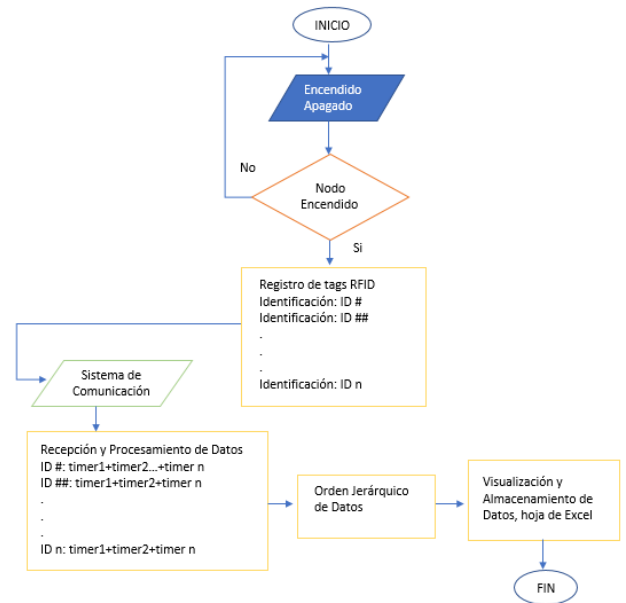 INICIO
Encendido
Apagado
No
Nodo
Encendido
Si
Registro de tags RFID
Identificación: ID #
Identificación: ID ##
.
.
.
Identificación: ID n
Sistema de
Comunicación
Recepción y Procesamiento de Datos
ID #: timer1+timer2...+timer n
ID ##: timer1+timer2+timer n
.
.
.
ID n: timer1+timer2+timer n
Orden Jerárquico
de Datos
Visualización y
Almacenamiento de
Datos, hoja de Excel
FIN